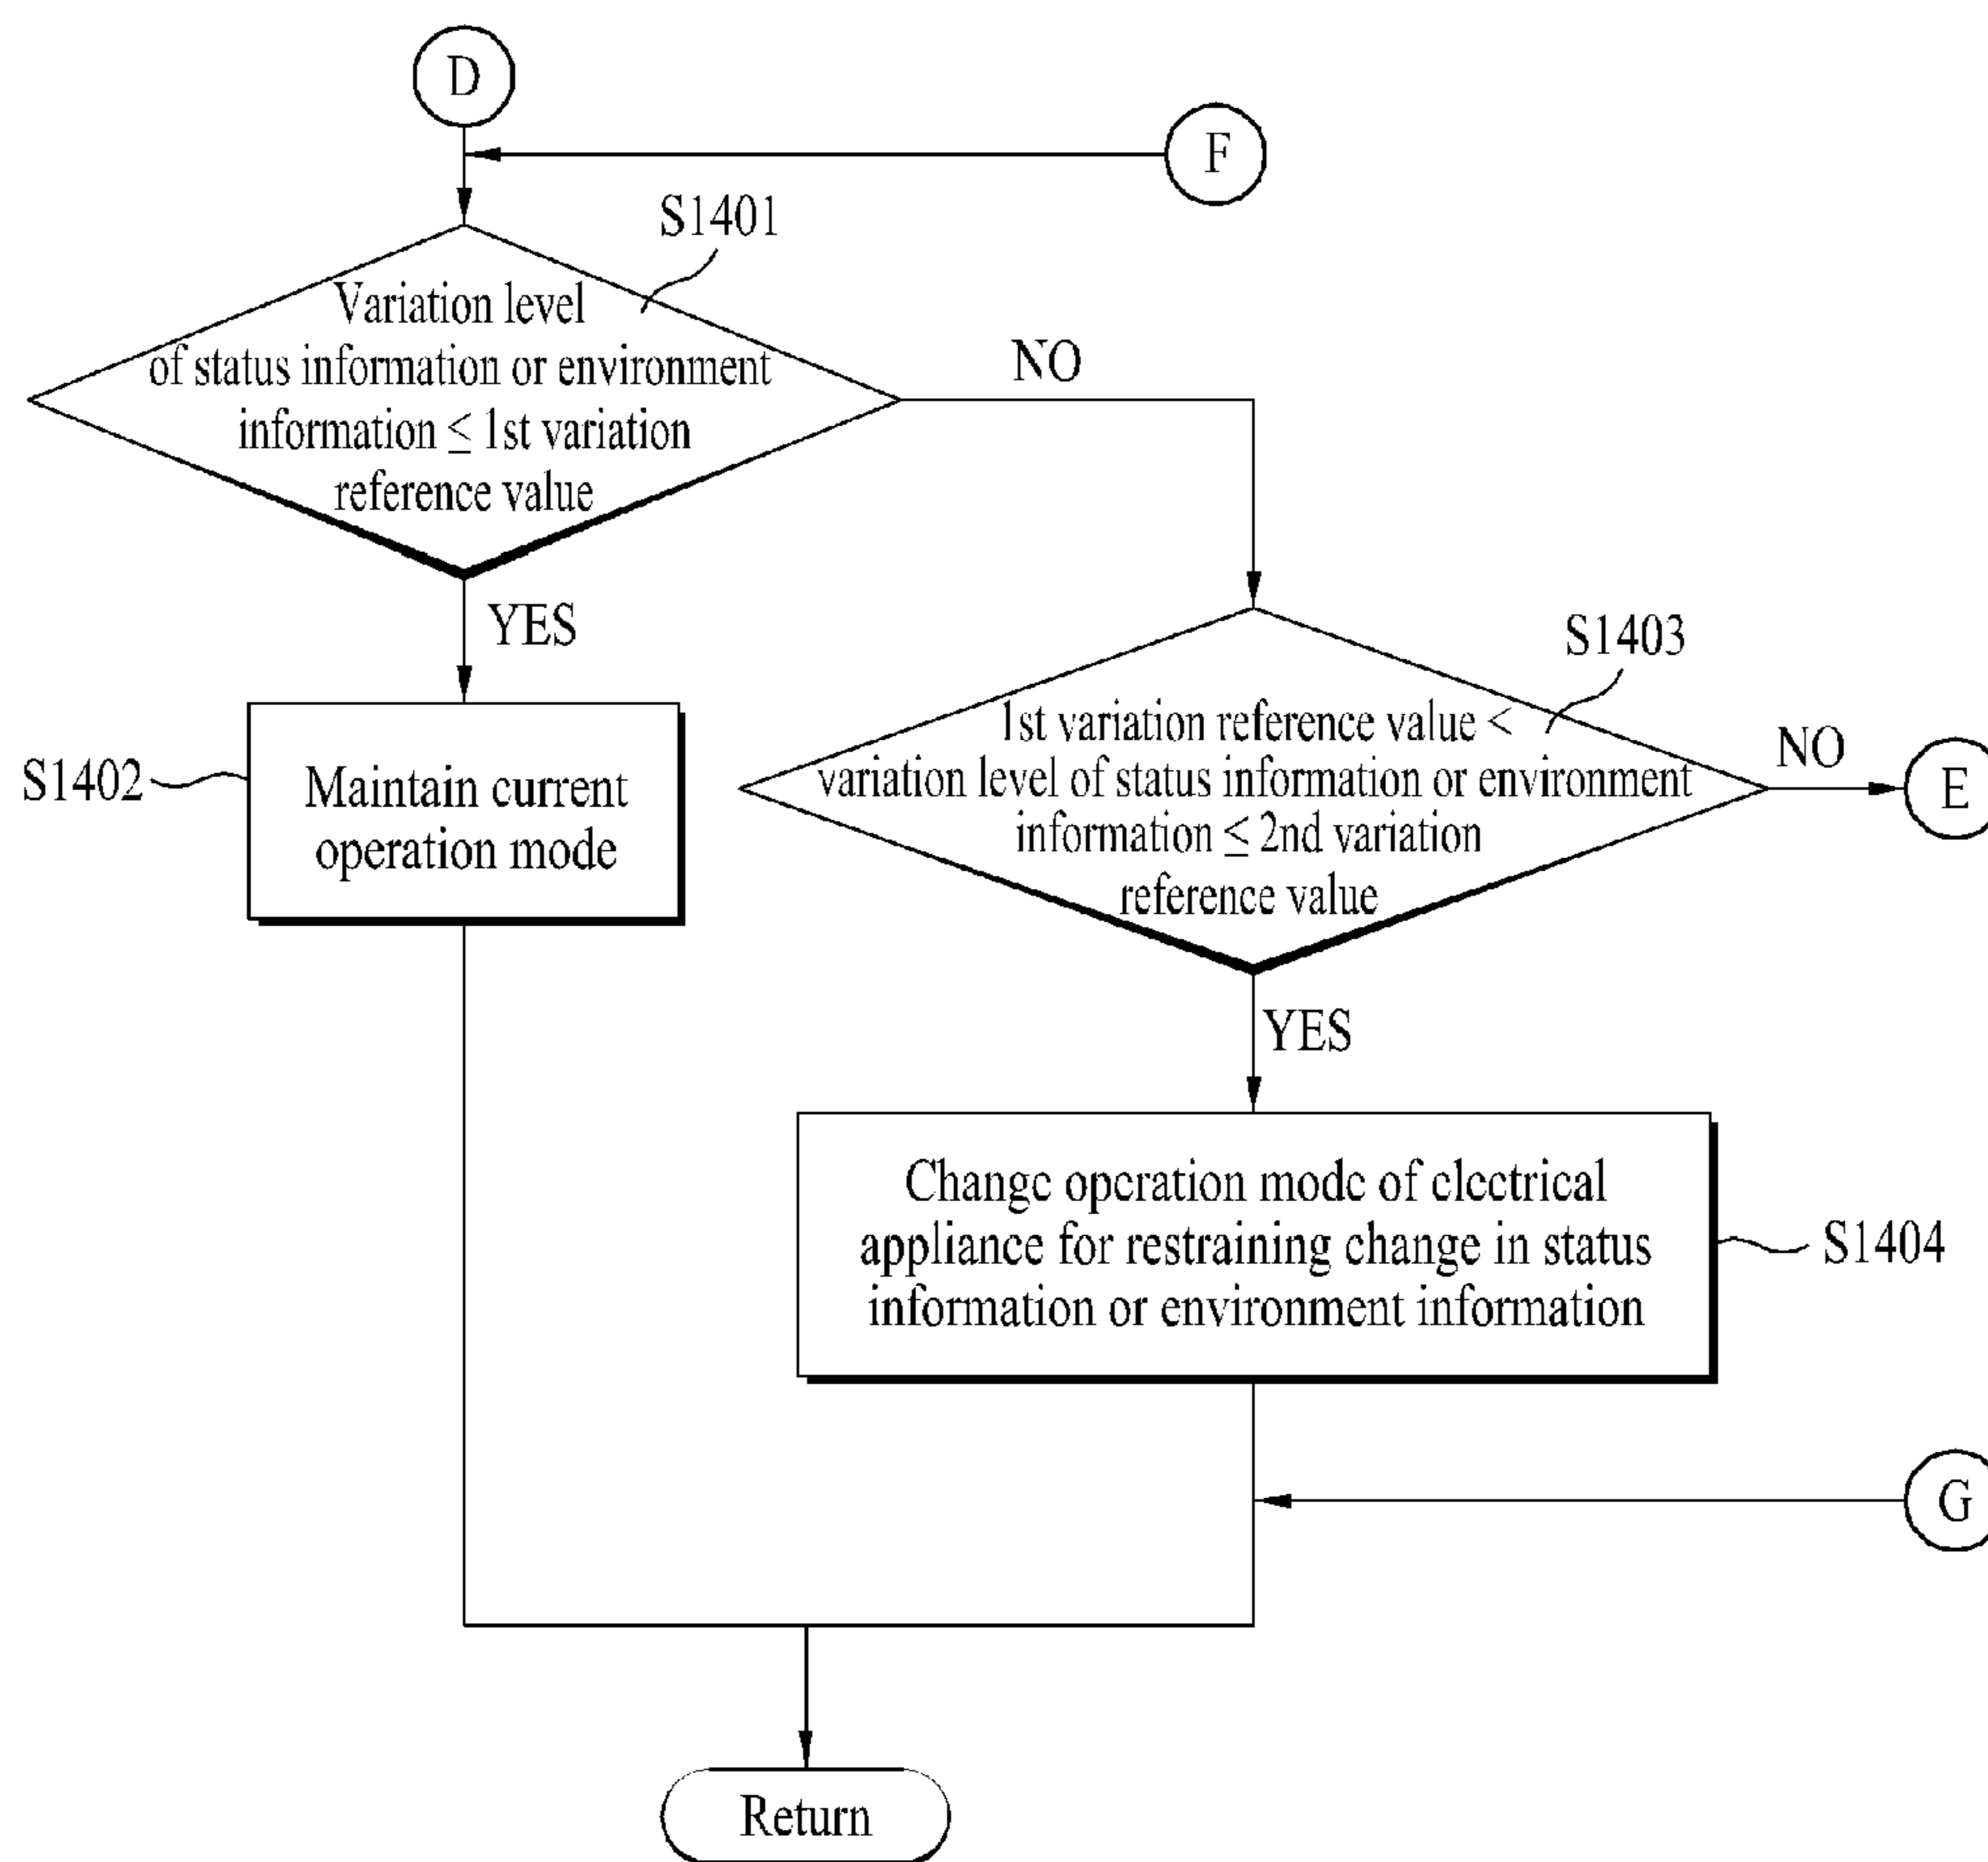 D
F
S1401
Variation level
of status information or environment
information ≤ 1st variation
reference value
NO
YES
S1403
1st variation reference value <
variation level of status information or environment
information ≤ 2nd variation
reference value
NO
E
S1402
Maintain current
operation mode
YES
Change operation mode of electrical
appliance for restraining change in status
information or environment information
S1404
G
Return